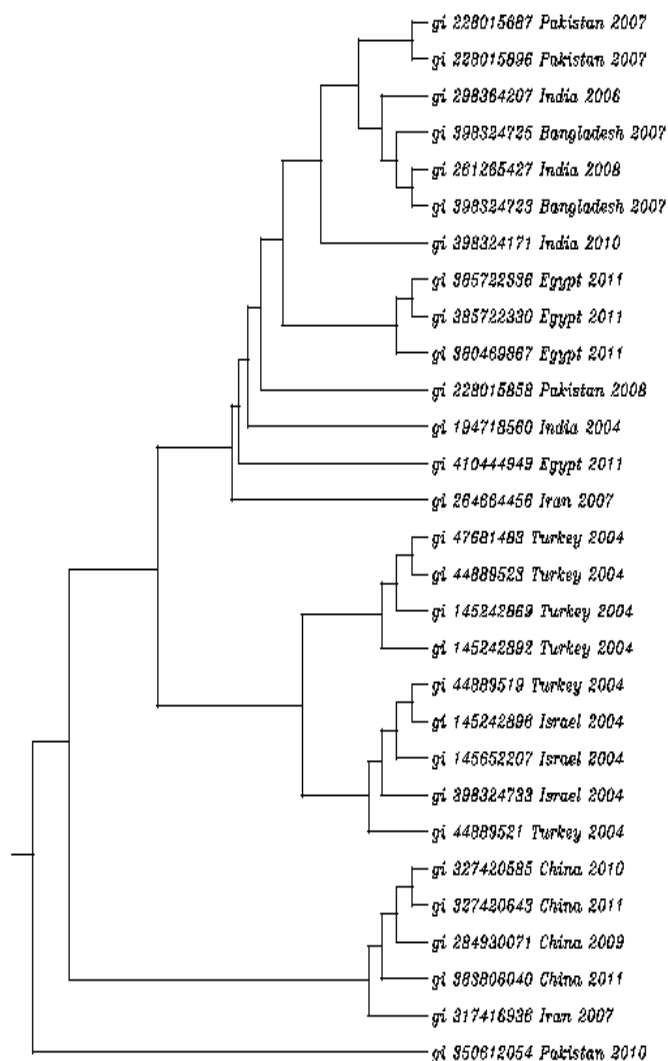 gi 228015687 Pakistan 2007
gi 228015896 Pakistan 2007
gi 298364207 India 2006
gi 398324725 Bangladesh 2007
gi 261265427 India 2008
gi 398324723 Bangladesh 2007
gi 398324171 India 2010
gi 385722336 Egypt 2011
gi 385722330 Egypt 2011
gi 380469867 Egypt 2011
gi 228015858 Pakistan 2008
gi 194718560 India 2004
gi 410444949 Egypt 2011
gi 264664456 Iran 2007
gi 47681483 Turkey 2004
gi 44889523 Turkey 2004
gi 145242869 Turkey 2004
gi 145242892 Turkey 2004
gi 44889519 Turkey 2004
gi 145242896 Israel 2004
gi 145652207 Israel 2004
gi 398324733 Israel 2004
gi 44889521 Turkey 2004
gi 327420585 China 2010
gi 327420643 China 2011
gi 284930071 China 2009
gi 383806040 China 2011
gi 317416936 Iran 2007
gi 350612054 Pakistan 2010